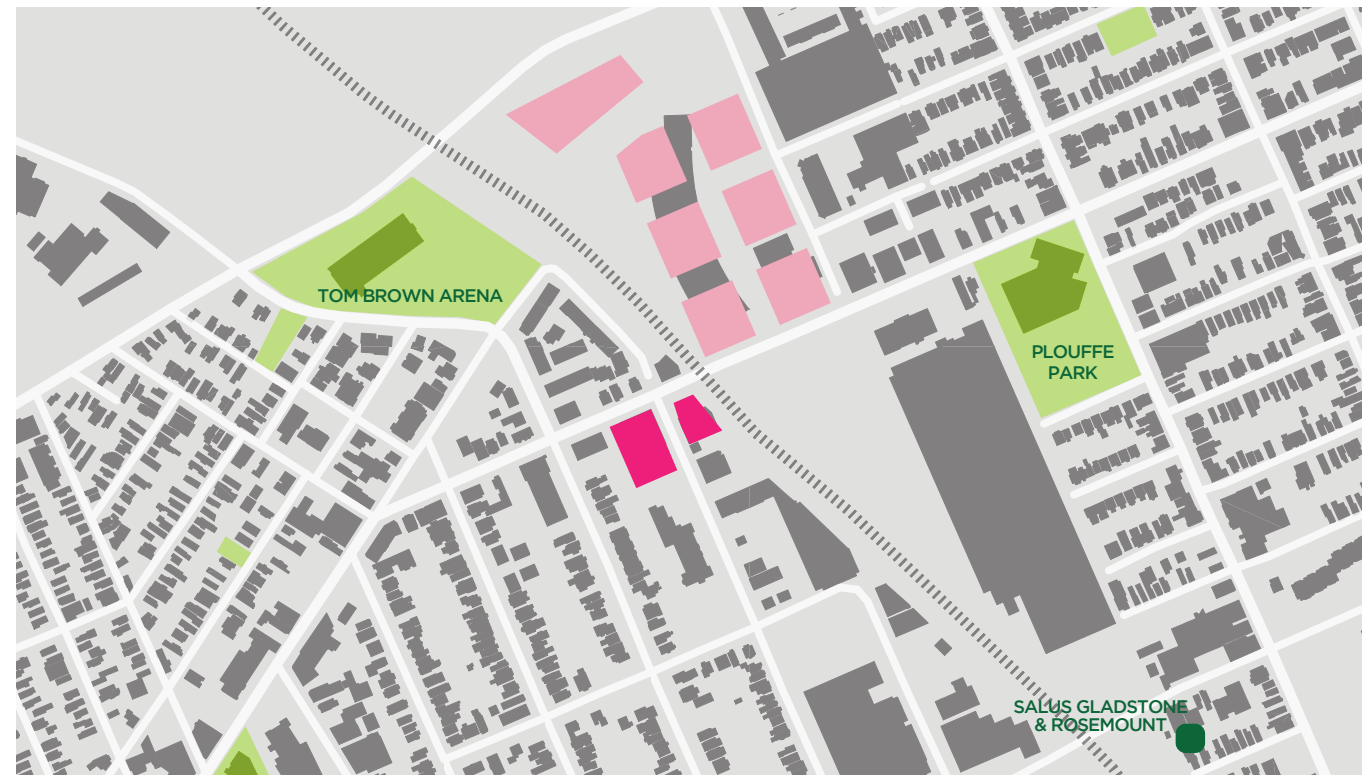 TOM BROWN ARENA
PLOUFFE
PARK
SALUS GLADSTONE
& ROSEMOUNT